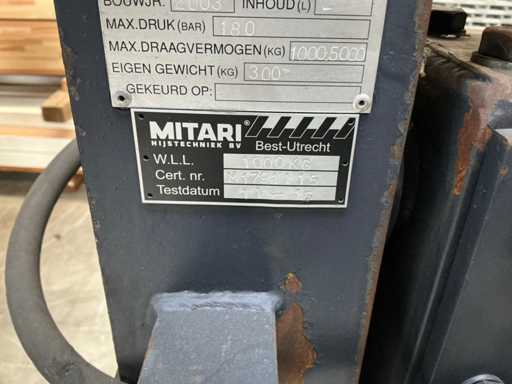 BOUWJR. 2003 INHOUD (L)
MAX.DRUK (BAR) 180
MAX.DRAAGVERMOGEN (KG) 1000-5000
EIGEN GEWICHT (KG) 300
GEKEURD OP:
MITARI®
HIJSTECHNIEK BV Best-Utrecht
W.L.L. 1000 KG
Cert. nr.
Testdatum